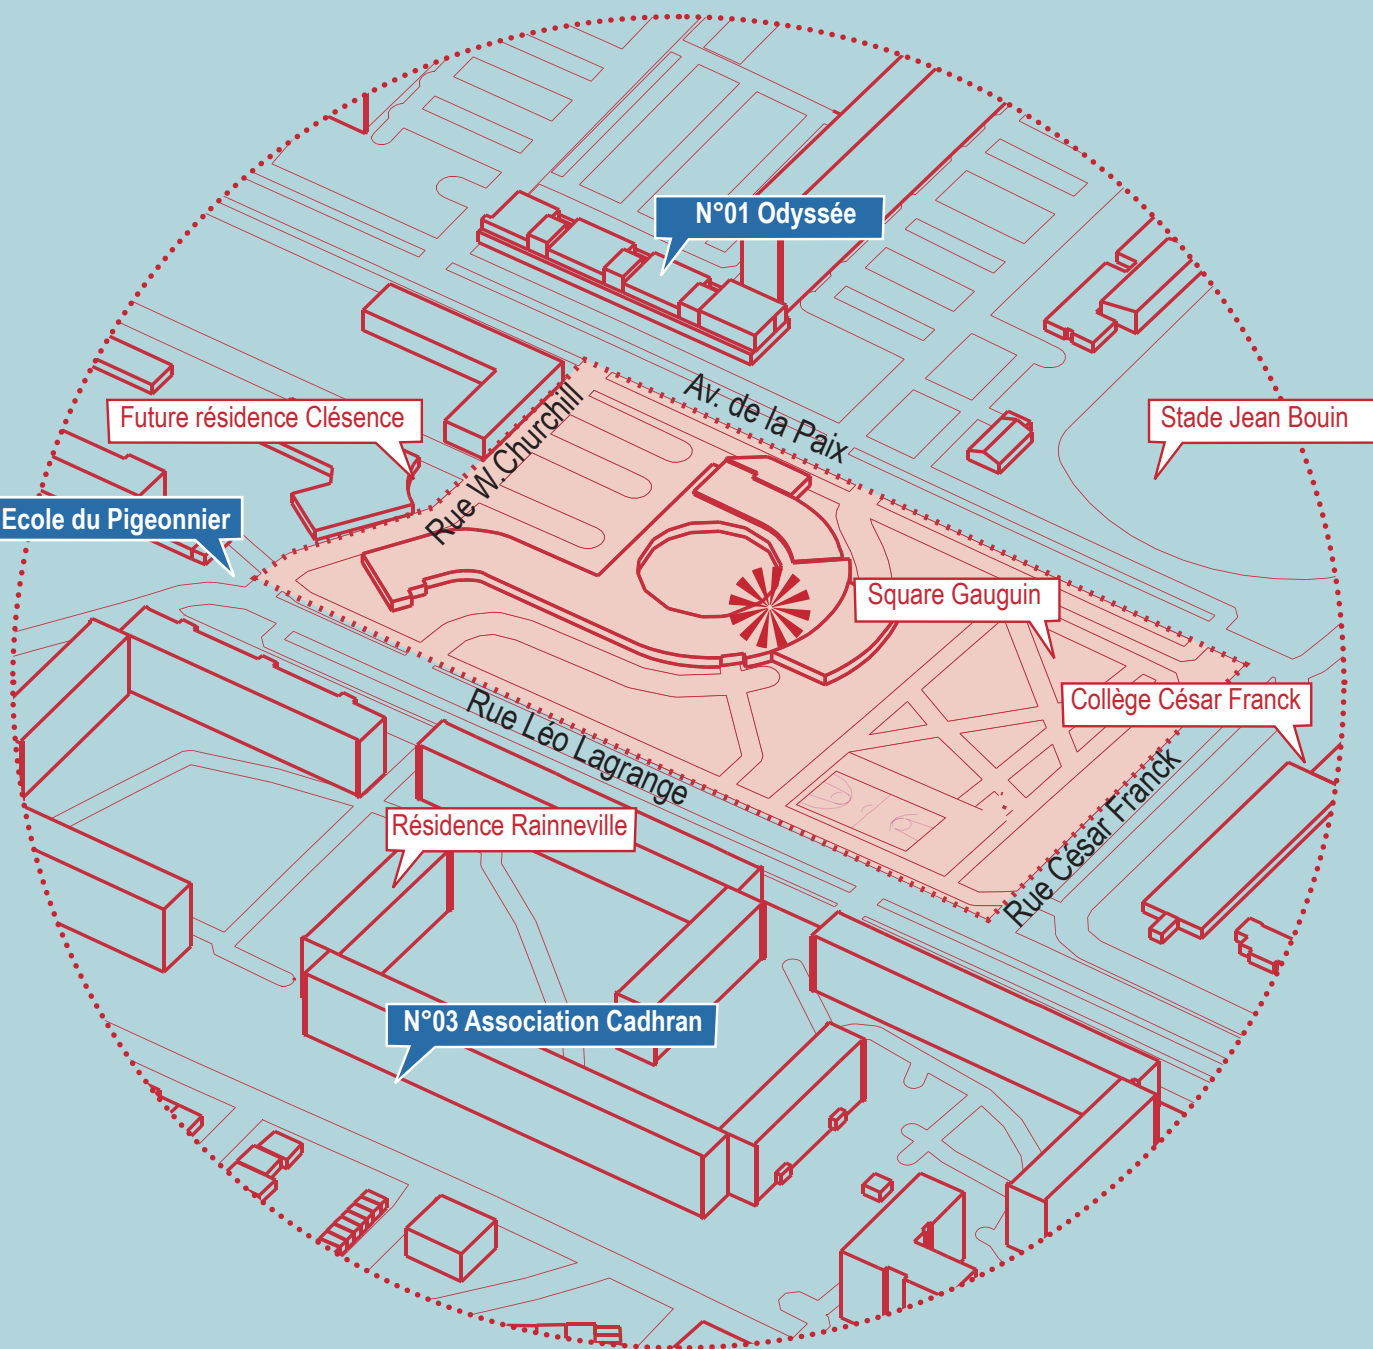 N°01 Odyssée
Av. de la Paix
Future résidence Clésence
Stade Jean Bouin
Rue W.Churchill
Ecole du Pigeonnier
Square Gauguin
Collège César Franck
Rue Léo Lagrange
Résidence Rainneville
Rue César Franck
N°03 Association Cadhran